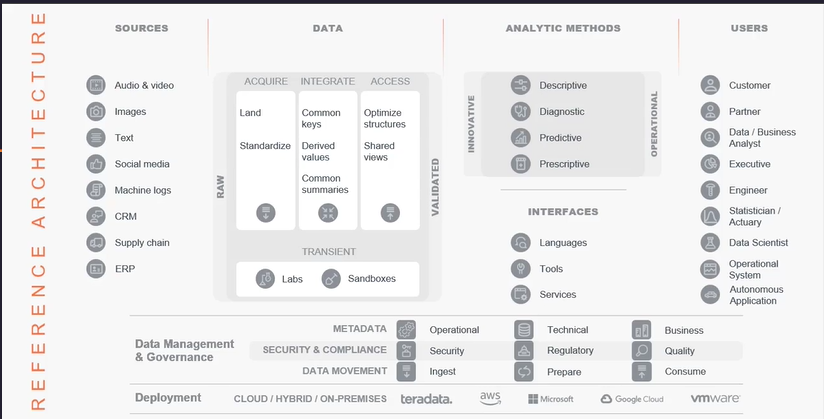 REFERENCE ARCHITECTURE
SOURCES
Audio & video
Images
Text
Social media
Machine logs
CRM
Supply chain
ERP
DATA
RAW
ACQUIRE
Land
Standardize
INTEGRATE
Common
keys
Derived
values
Common
summaries
ACCESS
Optimize
structures
Shared
views
VALIDATED
TRANSIENT
Labs
Sandboxes
ANALYTIC METHODS
INNOVATIVE
Descriptive
Diagnostic
Predictive
Prescriptive
OPERATIONAL
INTERFACES
Languages
Tools
Services
USERS
Customer
Partner
Data / Business
Analyst
Executive
Engineer
Statistician /
Actuary
Data Scientist
Operational
System
Autonomous
Application
Data Management
& Governance
METADATA Operational Technical Business
SECURITY & COMPLIANCE Security Regulatory Quality
DATA MOVEMENT Ingest Prepare Consume
Deployment CLOUD / HYBRID / ON-PREMISES teradata. aws Microsoft Google Cloud vmware